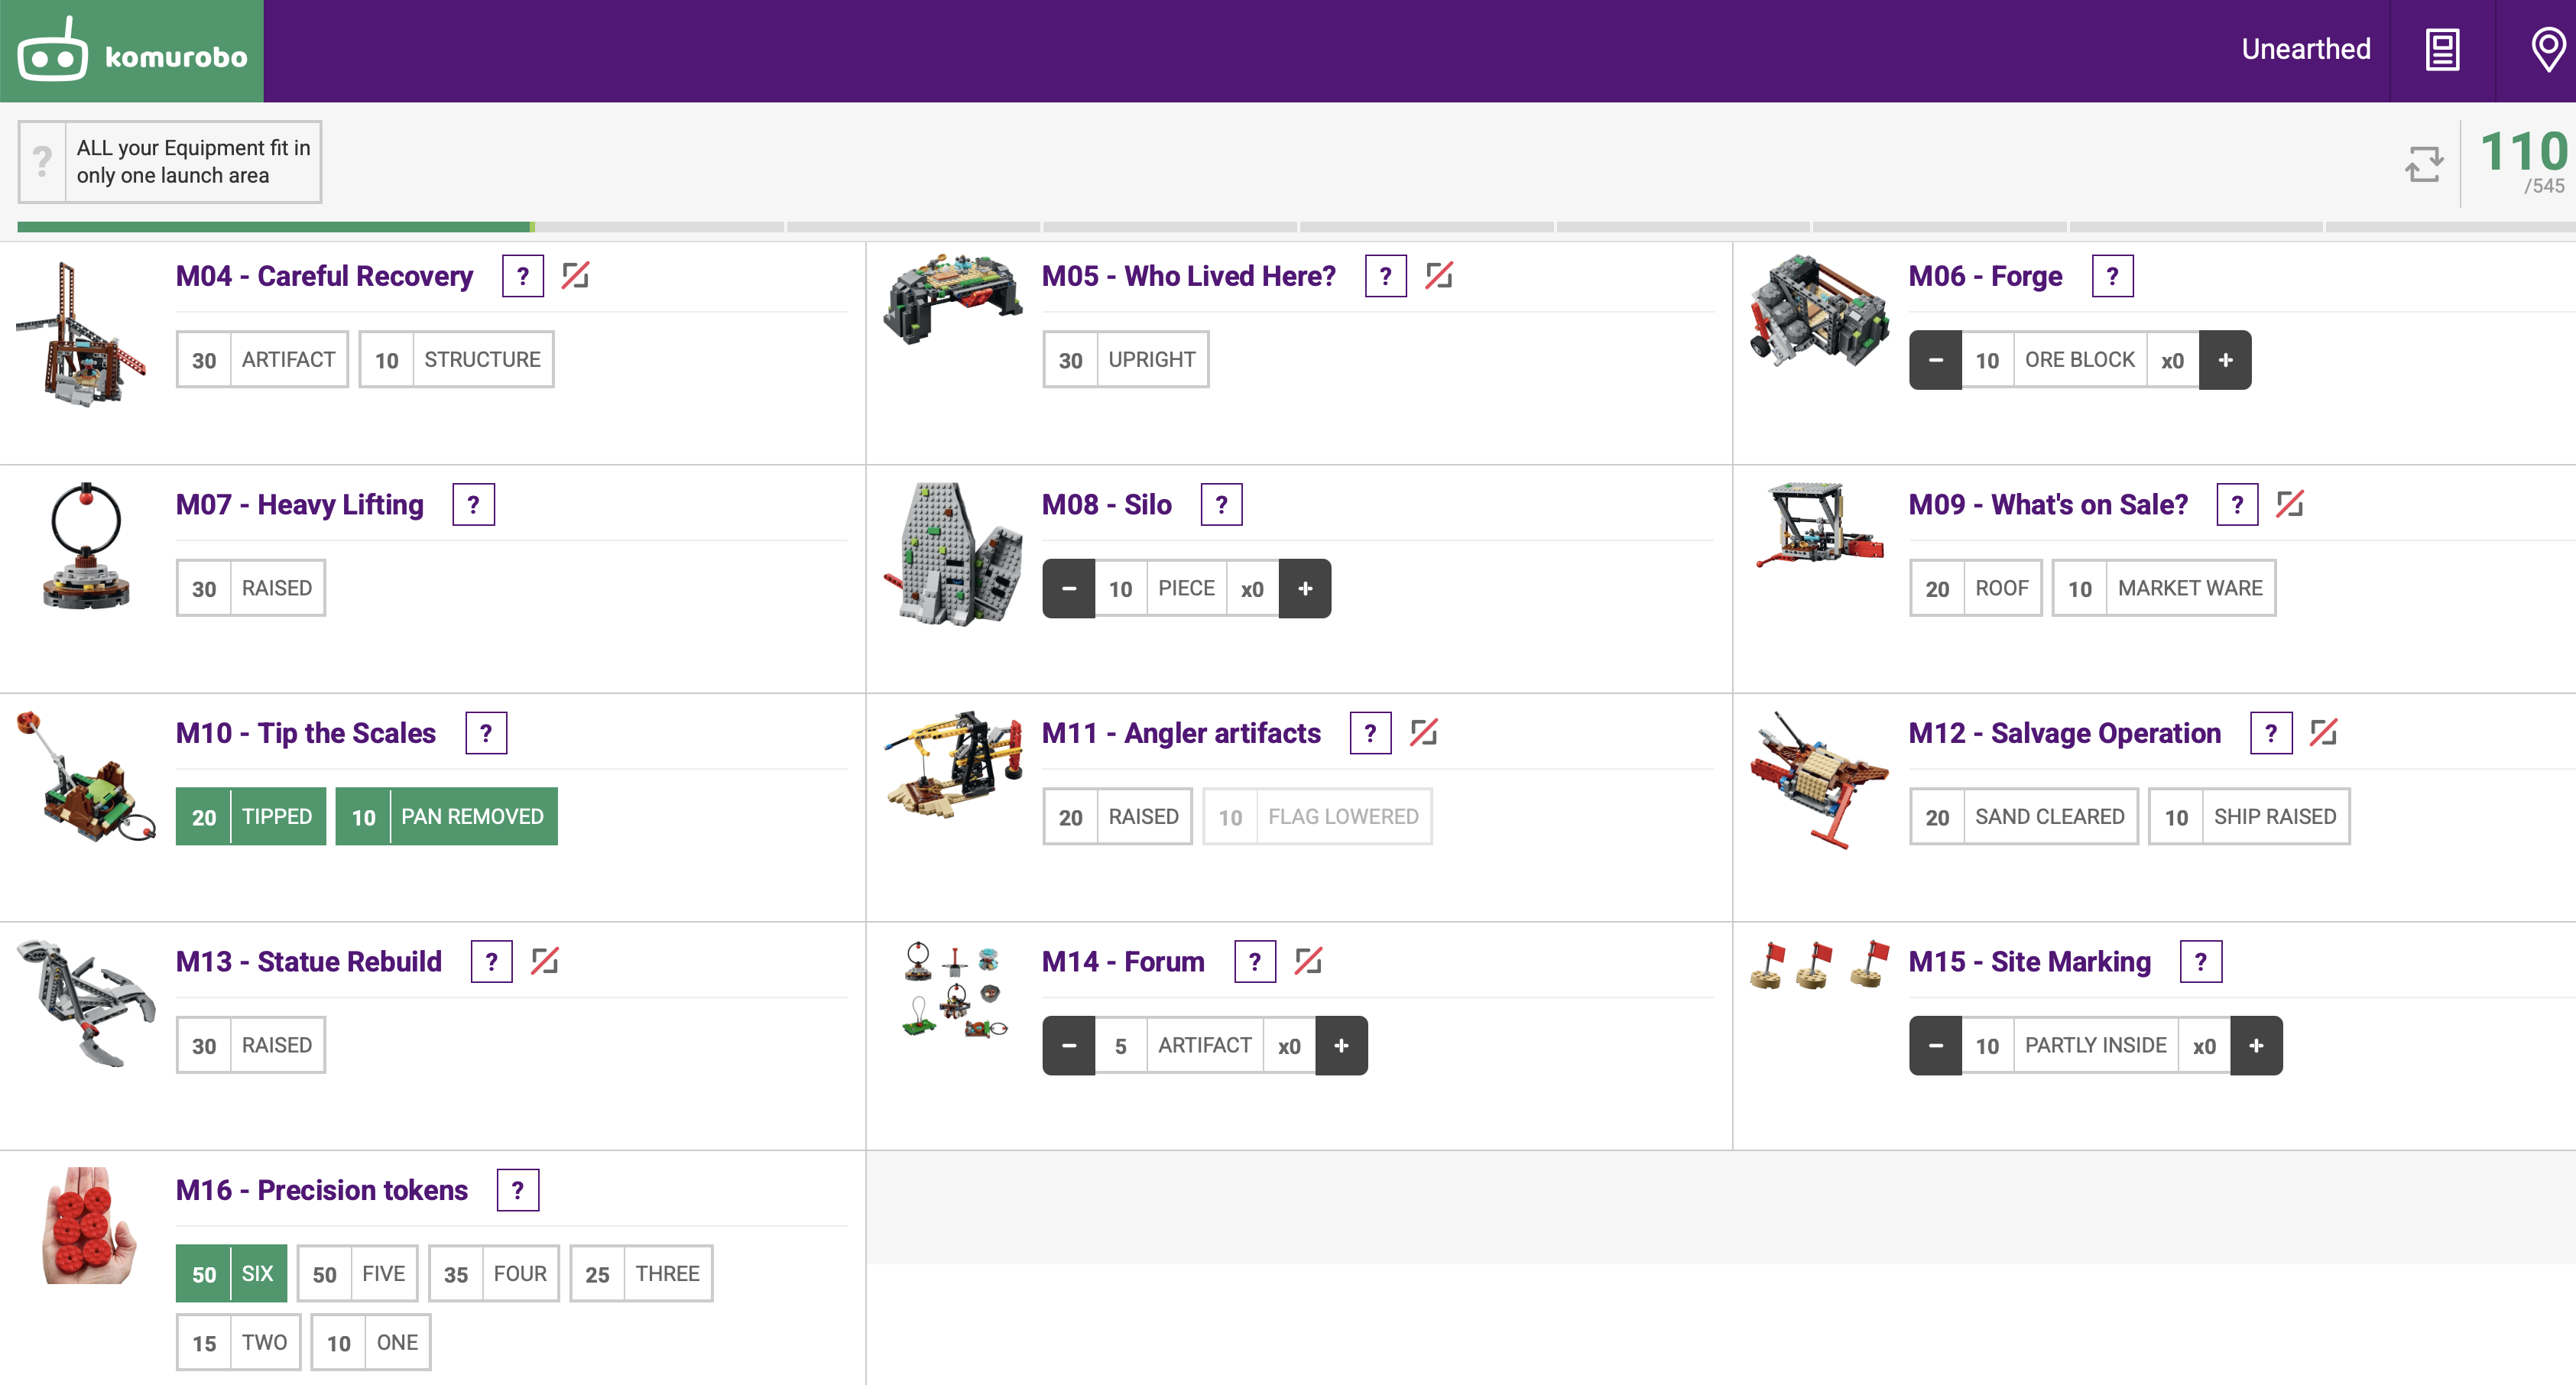 komurobo
Unearthed
? ALL your Equipment fit in
only one launch area
110
/545
M04 - Careful Recovery ?
30 ARTIFACT 10 STRUCTURE
M05 - Who Lived Here? ?
30 UPRIGHT
M06 - Forge ?
− 10 ORE BLOCK x0 +
M07 - Heavy Lifting ?
30 RAISED
M08 - Silo ?
− 10 PIECE x0 +
M09 - What's on Sale? ?
20 ROOF 10 MARKET WARE
M10 - Tip the Scales ?
20 TIPPED 10 PAN REMOVED
M11 - Angler artifacts ?
20 RAISED 10 FLAG LOWERED
M12 - Salvage Operation ?
20 SAND CLEARED 10 SHIP RAISED
M13 - Statue Rebuild ?
30 RAISED
M14 - Forum ?
− 5 ARTIFACT x0 +
M15 - Site Marking ?
− 10 PARTLY INSIDE x0 +
M16 - Precision tokens ?
50 SIX 50 FIVE 35 FOUR 25 THREE
15 TWO 10 ONE